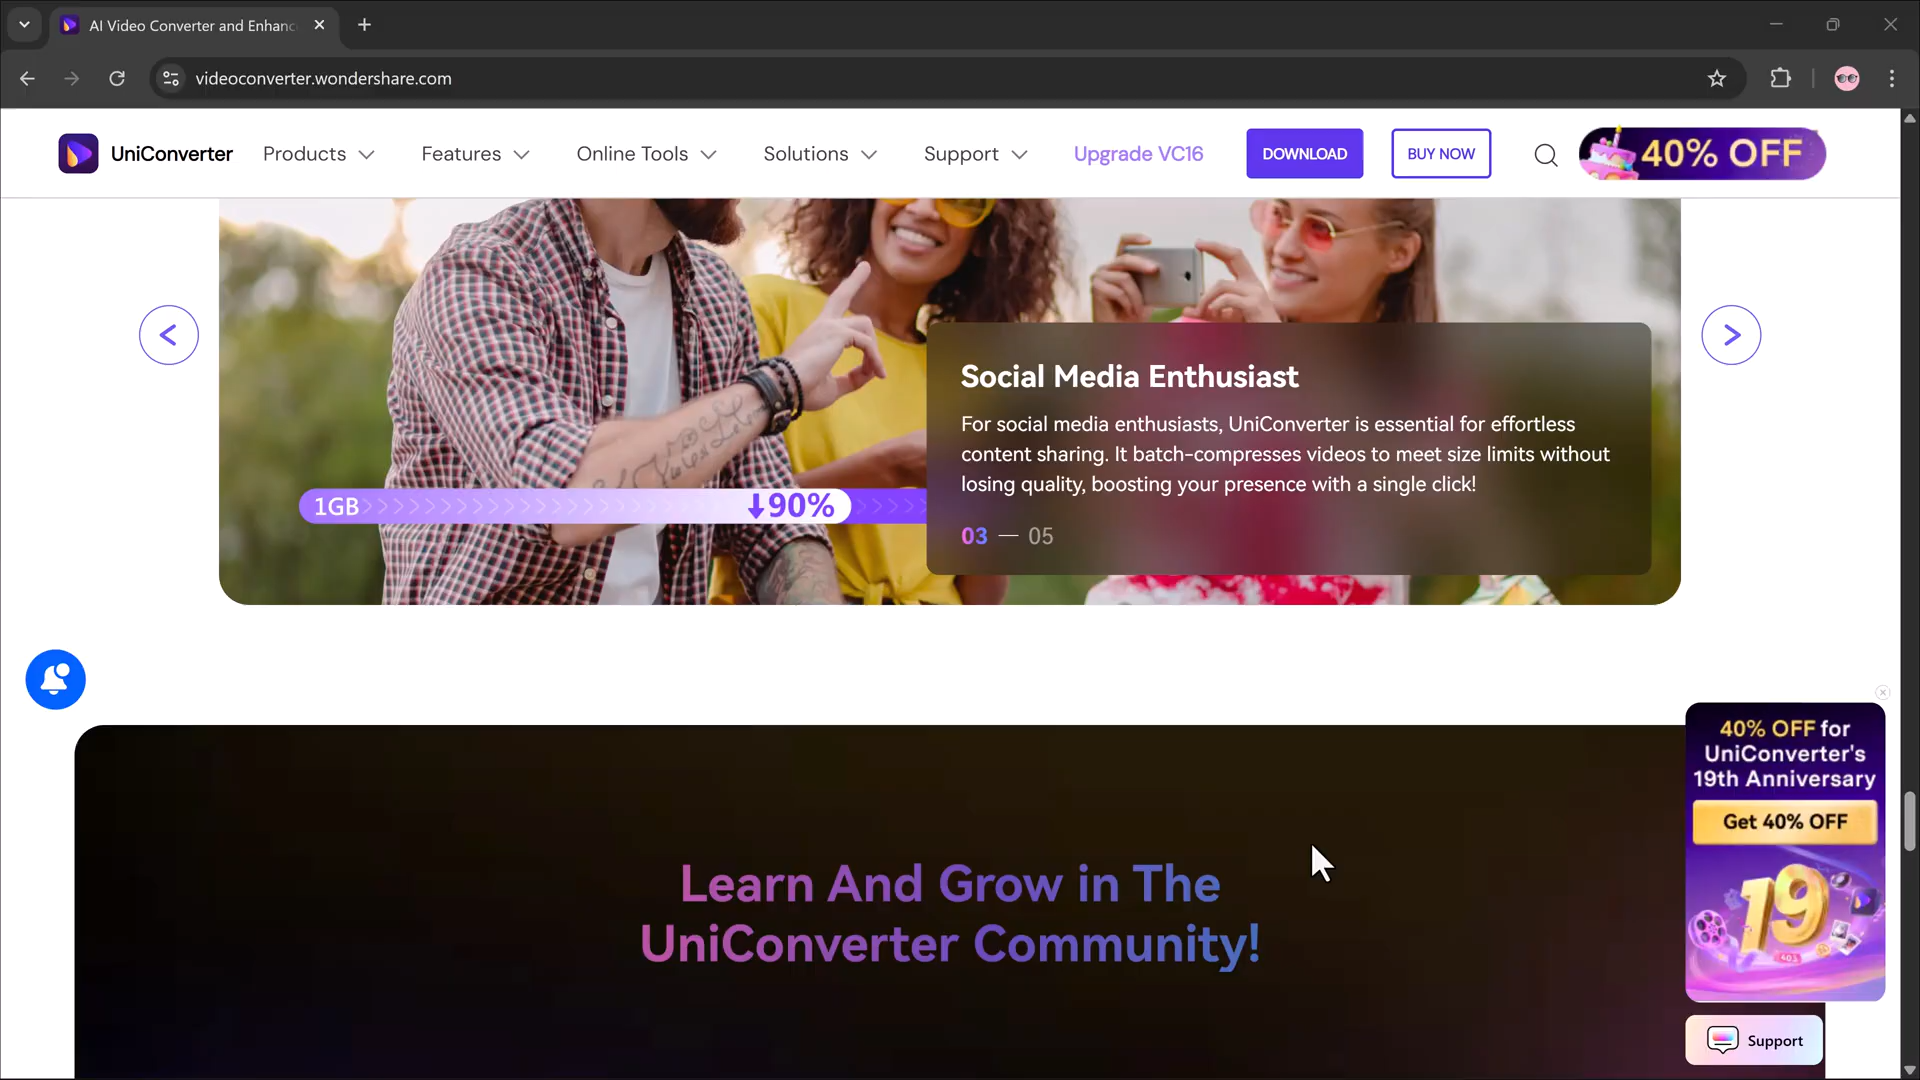 AI Video Converter and Enhanc
videoconverter.wondershare.com
UniConverter
Products
Features
Online Tools
Solutions
Support
Upgrade VC16
DOWNLOAD
BUY NOW
40% OFF
Social Media Enthusiast
For social media enthusiasts, UniConverter is essential for effortless
content sharing. It batch-compresses videos to meet size limits without
losing quality, boosting your presence with a single click!
1GB
90%
03 — 05
40% OFF for
UniConverter's
19th Anniversary
Get 40% OFF
19
Learn And Grow in The
UniConverter Community!
Support